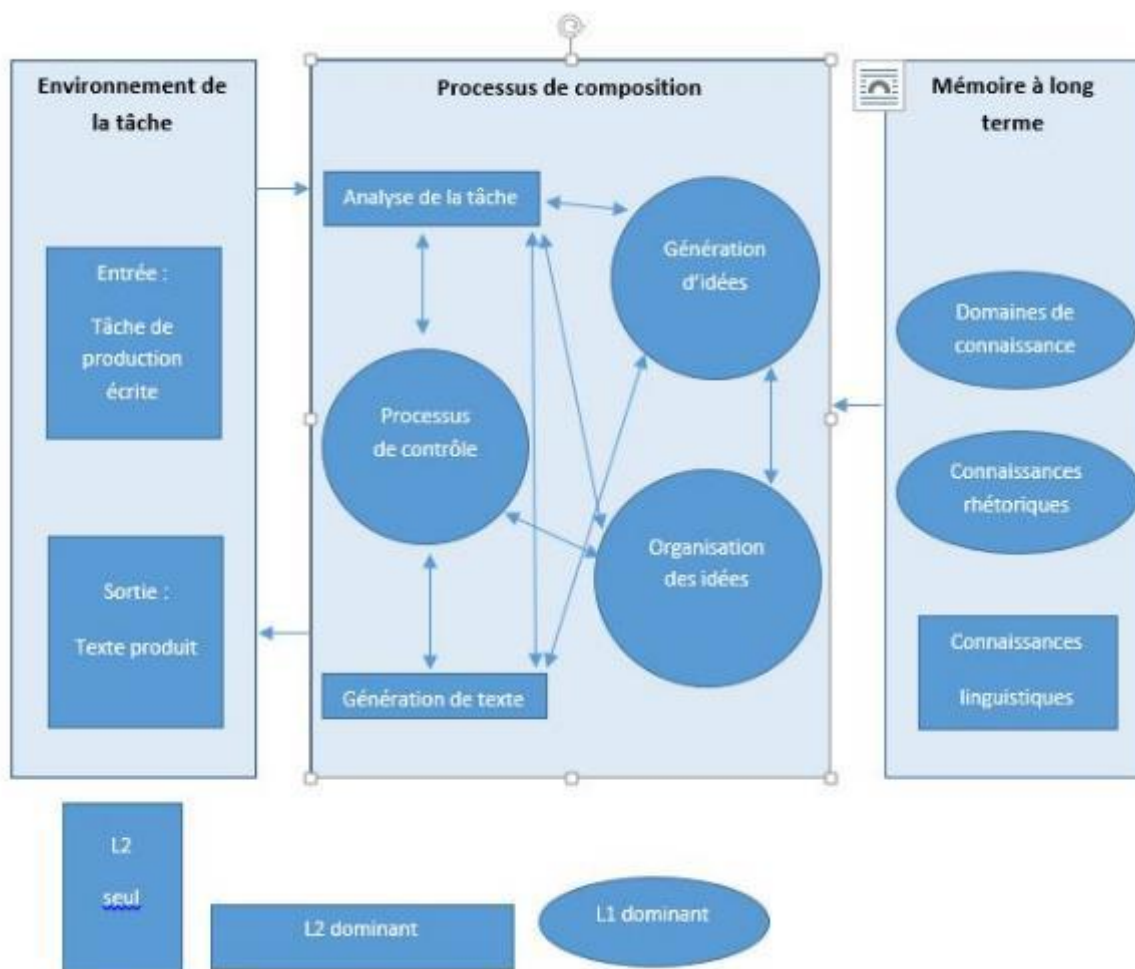 Environnement de
la tâche
Entrée :
Tâche de
production
écrite
Sortie :
Texte produit
Processus de composition
Analyse de la tâche
Génération
d'idées
Processus
de contrôle
Organisation
des idées
Génération de texte
Mémoire à long
terme
Domaines de
connaissance
Connaissances
rhétoriques
Connaissances
linguistiques
L2
seul
L2 dominant
L1 dominant